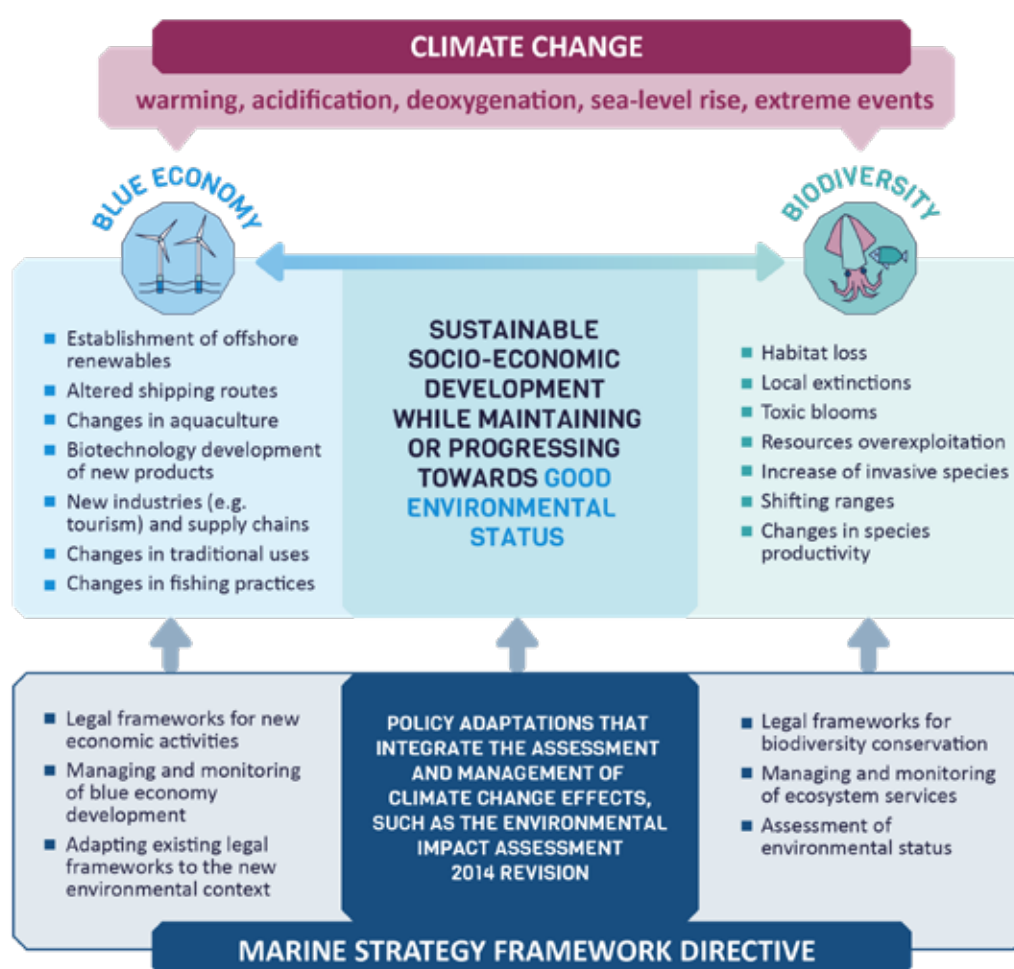 CLIMATE CHANGE
warming, acidification, deoxygenation, sea-level rise, extreme events
BLUE ECONOMY
BIODIVERSITY
Establishment of offshore
renewables
Altered shipping routes
Changes in aquaculture
Biotechnology development
of new products
New industries (e.g.
tourism) and supply chains
Changes in traditional uses
Changes in fishing practices
SUSTAINABLE
SOCIO-ECONOMIC
DEVELOPMENT
WHILE MAINTAINING
OR PROGRESSING
TOWARDS GOOD
ENVIRONMENTAL
STATUS
Habitat loss
Local extinctions
Toxic blooms
Resources overexploitation
Increase of invasive species
Shifting ranges
Changes in species
productivity
Legal frameworks for new
economic activities
Managing and monitoring
of blue economy
development
Adapting existing legal
frameworks to the new
environmental context
POLICY ADAPTATIONS THAT
INTEGRATE THE ASSESSMENT
AND MANAGEMENT OF
CLIMATE CHANGE EFFECTS,
SUCH AS THE ENVIRONMENTAL
IMPACT ASSESSMENT
2014 REVISION
Legal frameworks for
biodiversity conservation
Managing and monitoring
of ecosystem services
Assessment of
environmental status
MARINE STRATEGY FRAMEWORK DIRECTIVE